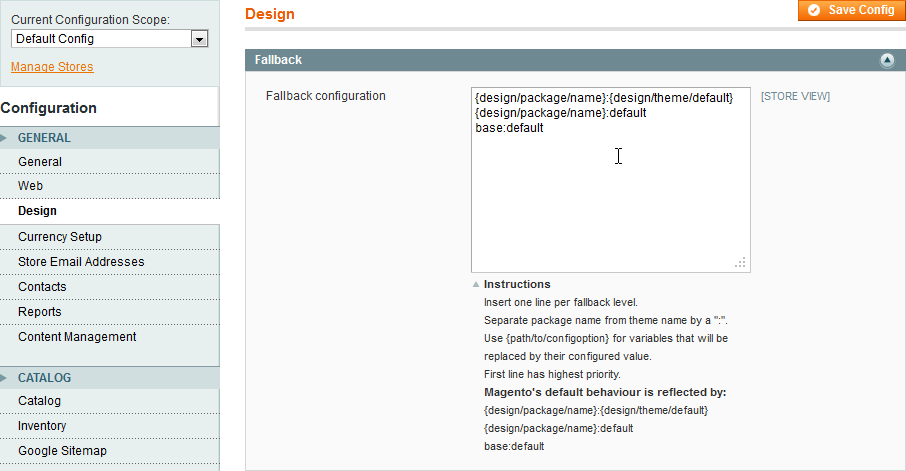 Current Configuration Scope:
Default Config
Manage Stores
Configuration
GENERAL
General
Web
Design
Currency Setup
Store Email Addresses
Contacts
Reports
Content Management
CATALOG
Catalog
Inventory
Google Sitemap
Design
Save Config
Fallback
Fallback configuration
{design/package/name}:{design/theme/default}
{design/package/name}:default
base:default
[STORE VIEW]
Instructions
Insert one line per fallback level.
Separate package name from theme name by a ":".
Use {path/to/configoption} for variables that will be
replaced by their configured value.
First line has highest priority.
Magento's default behaviour is reflected by:
{design/package/name}:{design/theme/default}
{design/package/name}:default
base:default